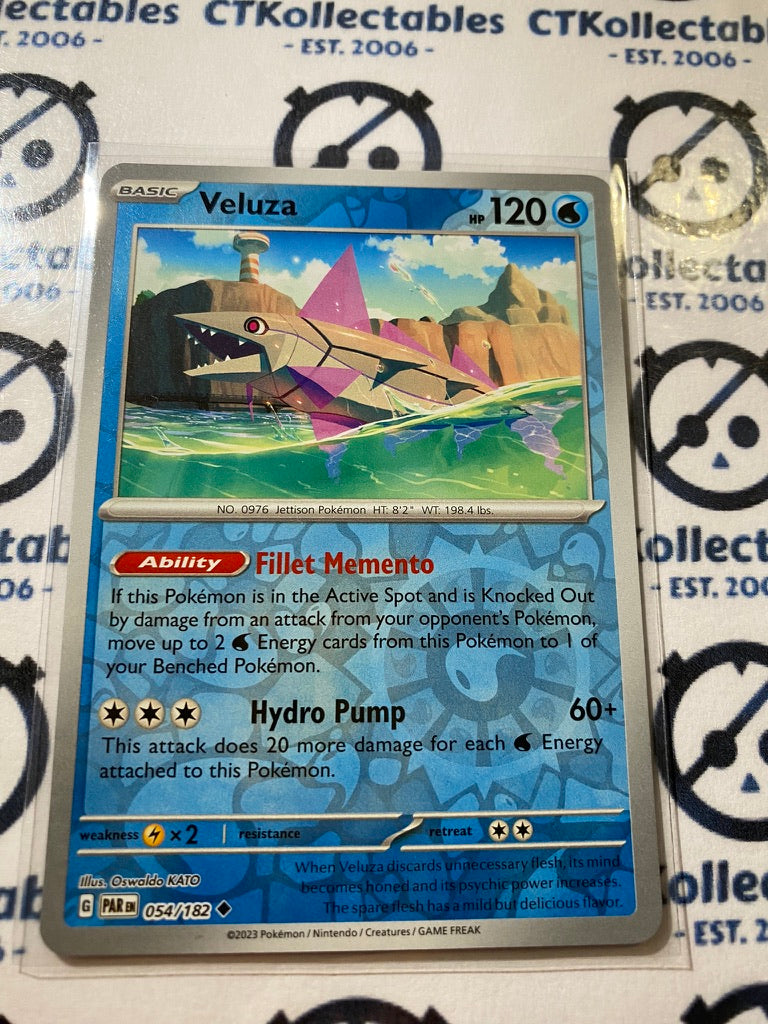 CTKollectables CTKollectables
- EST. 2006 - - EST. 2006 -
BASIC Veluza HP 120
NO. 0976 Jettison Pokémon HT: 8'2" WT: 198.4 lbs.
Ability Fillet Memento
If this Pokémon is in the Active Spot and is Knocked Out
by damage from an attack from your opponent's Pokémon,
move up to 2 Energy cards from this Pokémon to 1 of
your Benched Pokémon.
Hydro Pump 60+
This attack does 20 more damage for each Energy
attached to this Pokémon.
weakness ×2 resistance retreat
Illus. Oswaldo KATO
When Veluza discards unnecessary flesh, its mind
becomes honed and its psychic power increases.
The spare flesh has a mild but delicious flavor.
G PAR EN 054/182
©2023 Pokémon / Nintendo / Creatures / GAME FREAK
- EST. 2006
- EST. 200
- EST.